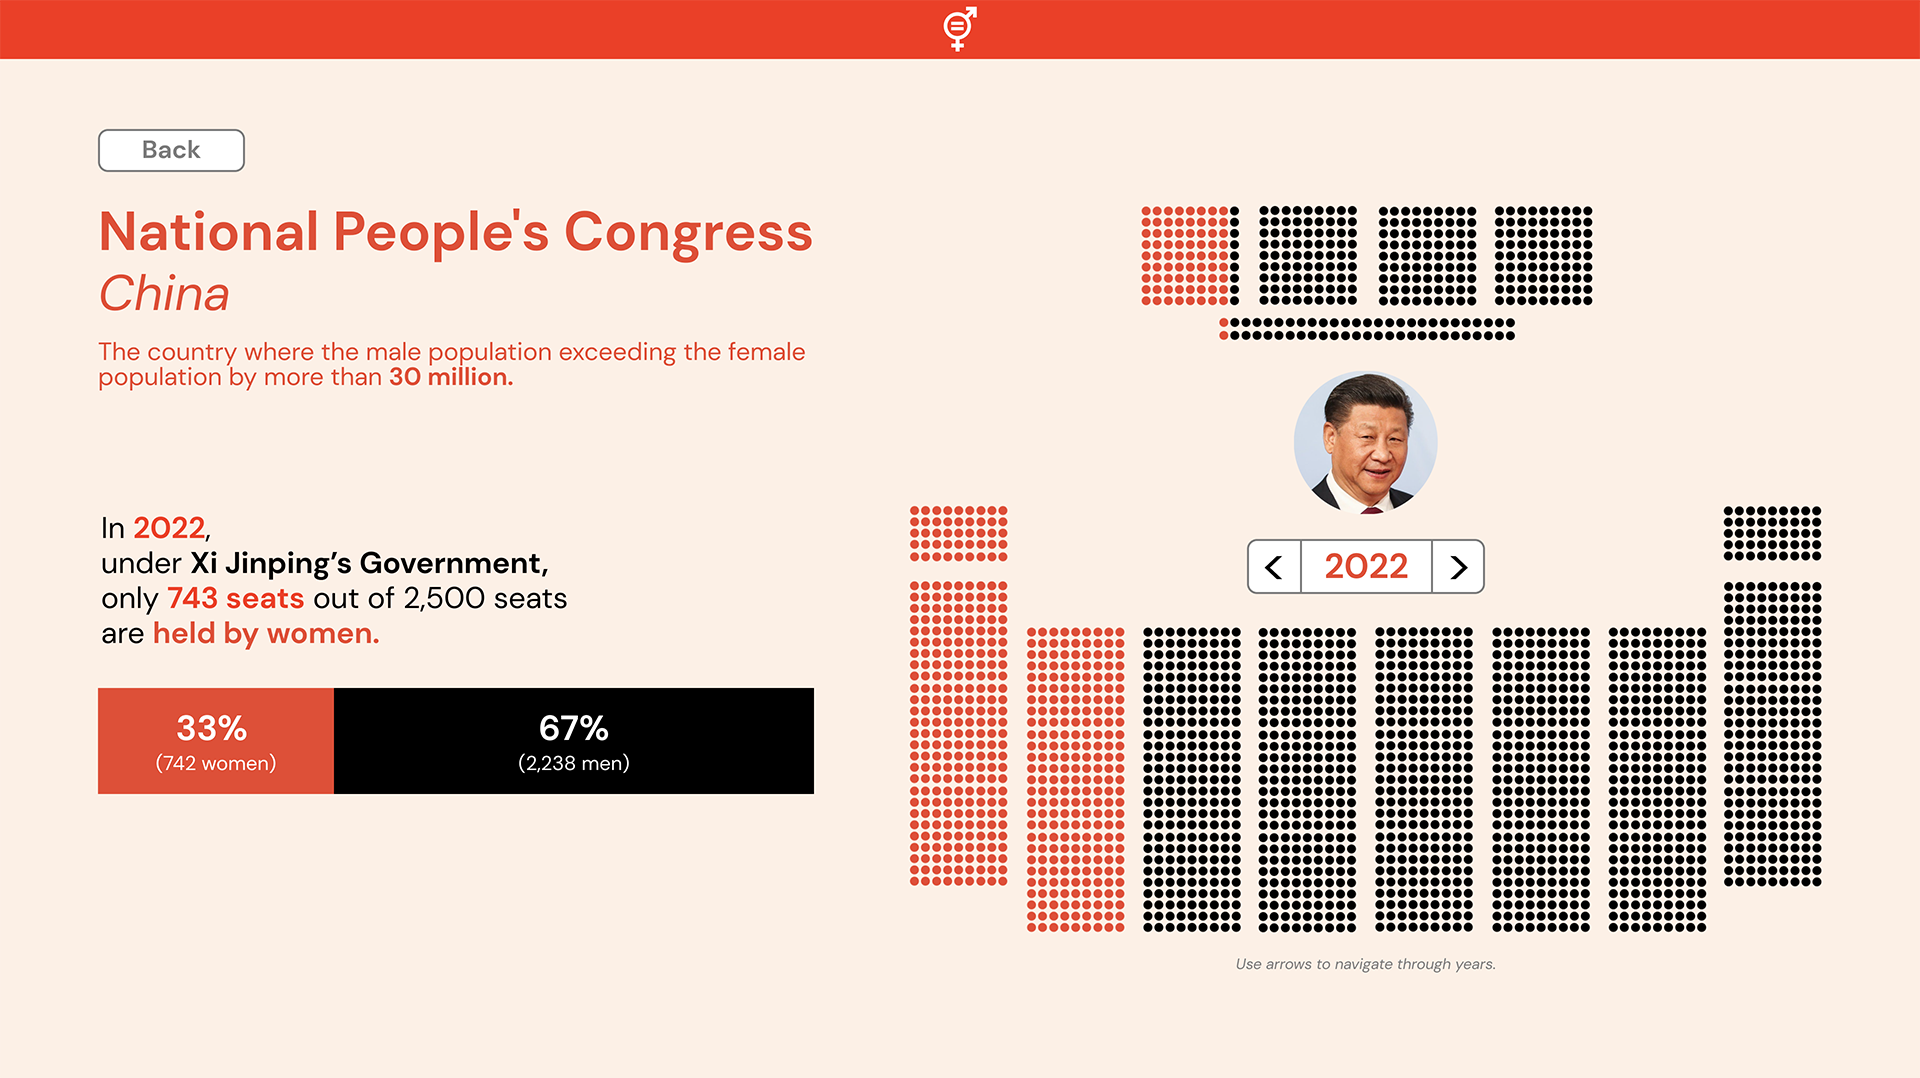 Back
National People's Congress
China
The country where the male population exceeding the female
population by more than 30 million.
In 2022,
under Xi Jinping’s Government,
only 743 seats out of 2,500 seats
are held by women.
33%
(742 women)
67%
(2,238 men)
< 2022 >
Use arrows to navigate through years.